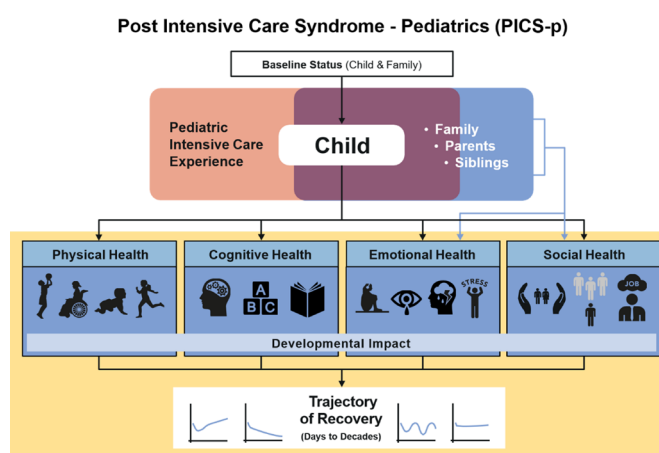 Post Intensive Care Syndrome - Pediatrics (PICS-p)
Baseline Status (Child & Family)
Pediatric
Intensive Care
Experience
Child
• Family
• Parents
• Siblings
Physical Health
Cognitive Health
Emotional Health
Social Health
A
B C
STRESS
JOB
Developmental Impact
Trajectory
of Recovery
(Days to Decades)